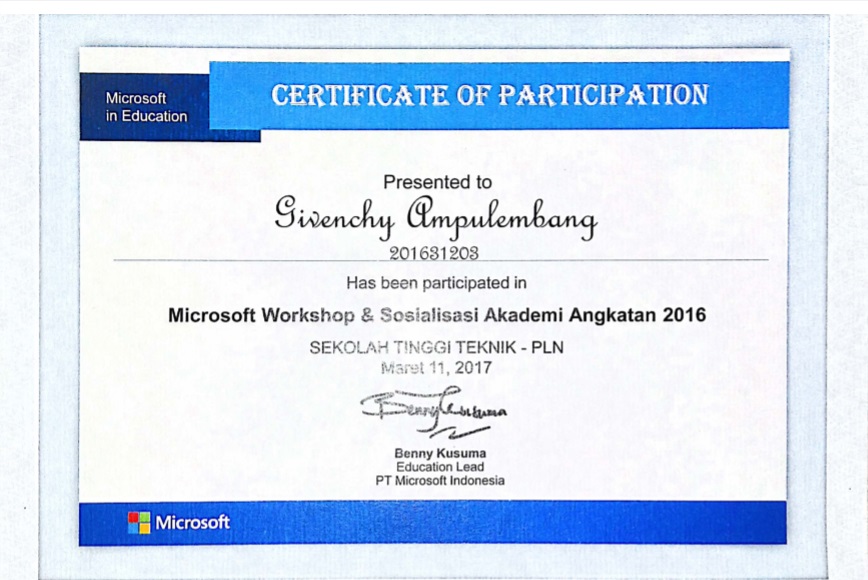 Microsoft
in Education
CERTIFICATE OF PARTICIPATION
Presented to
Givenchy Ampulembang
201631203
Has been participated in
Microsoft Workshop & Sosialisasi Akademi Angkatan 2016
SEKOLAH TINGGI TEKNIK - PLN
Maret 11, 2017
Benny Kusuma
Benny Kusuma
Education Lead
PT Microsoft Indonesia
Microsoft